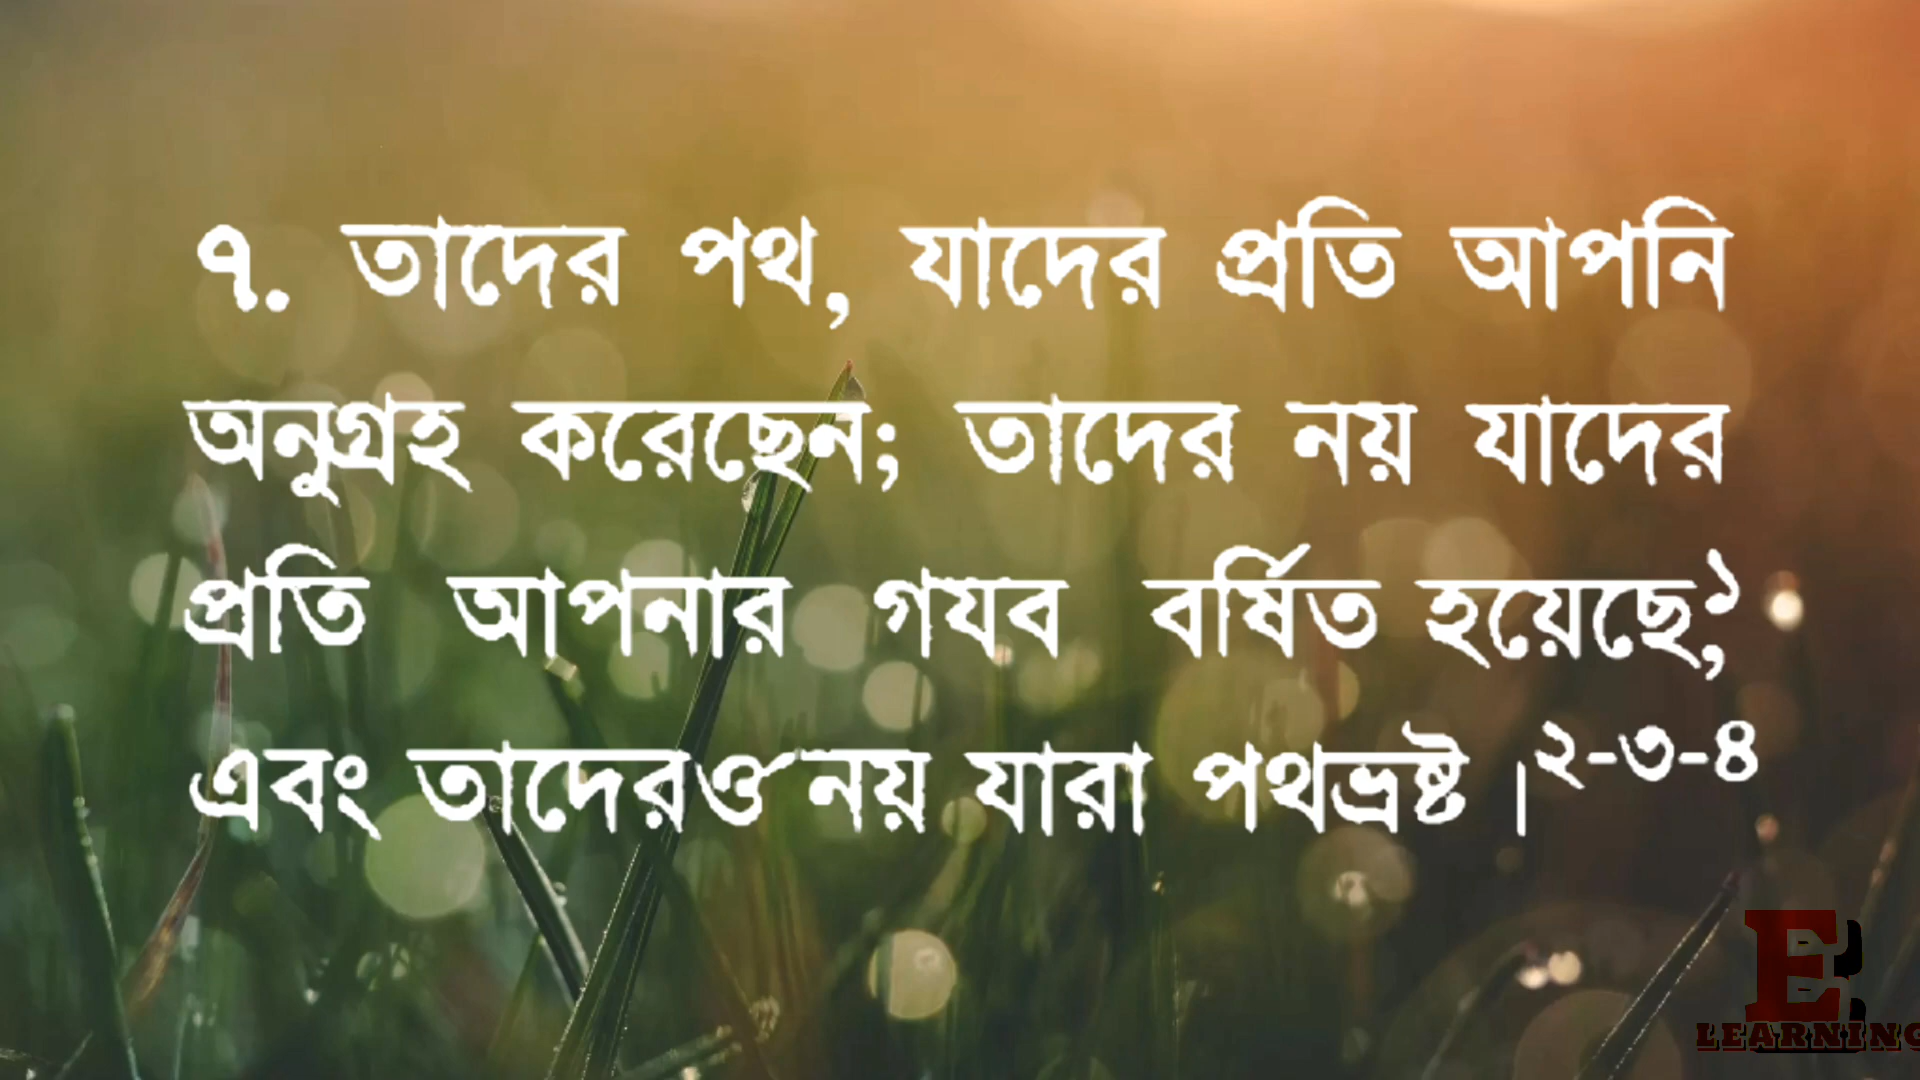 ৭. তাদের পথ, যাদের প্রতি আপনি
অনুগ্রহ করেছেন; তাদের নয় যাদের
প্রতি আপনার গযব বর্ষিত হয়েছে,১
এবং তাদেরও নয় যারা পথভ্রষ্ট।২-৩-৪
E
LEARNING